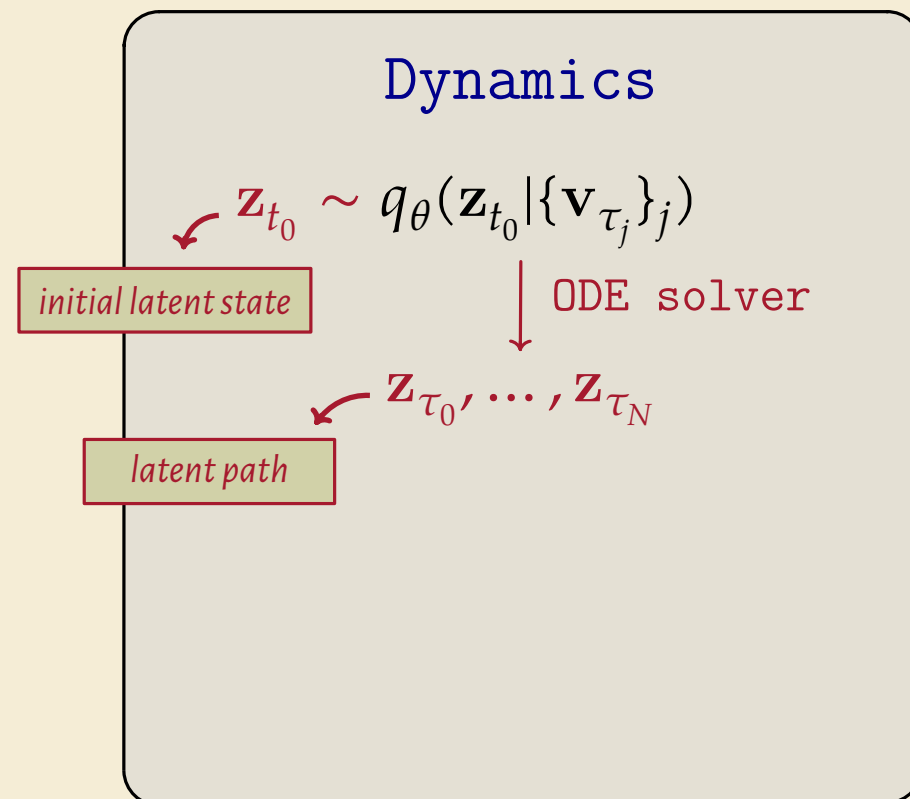 Dynamics
z_{t_0} ∼ q_θ(z_{t_0}|{v_{τ_j}}_j)
initial latent state
ODE solver
z_{τ_0}, ... , z_{τ_N}
latent path